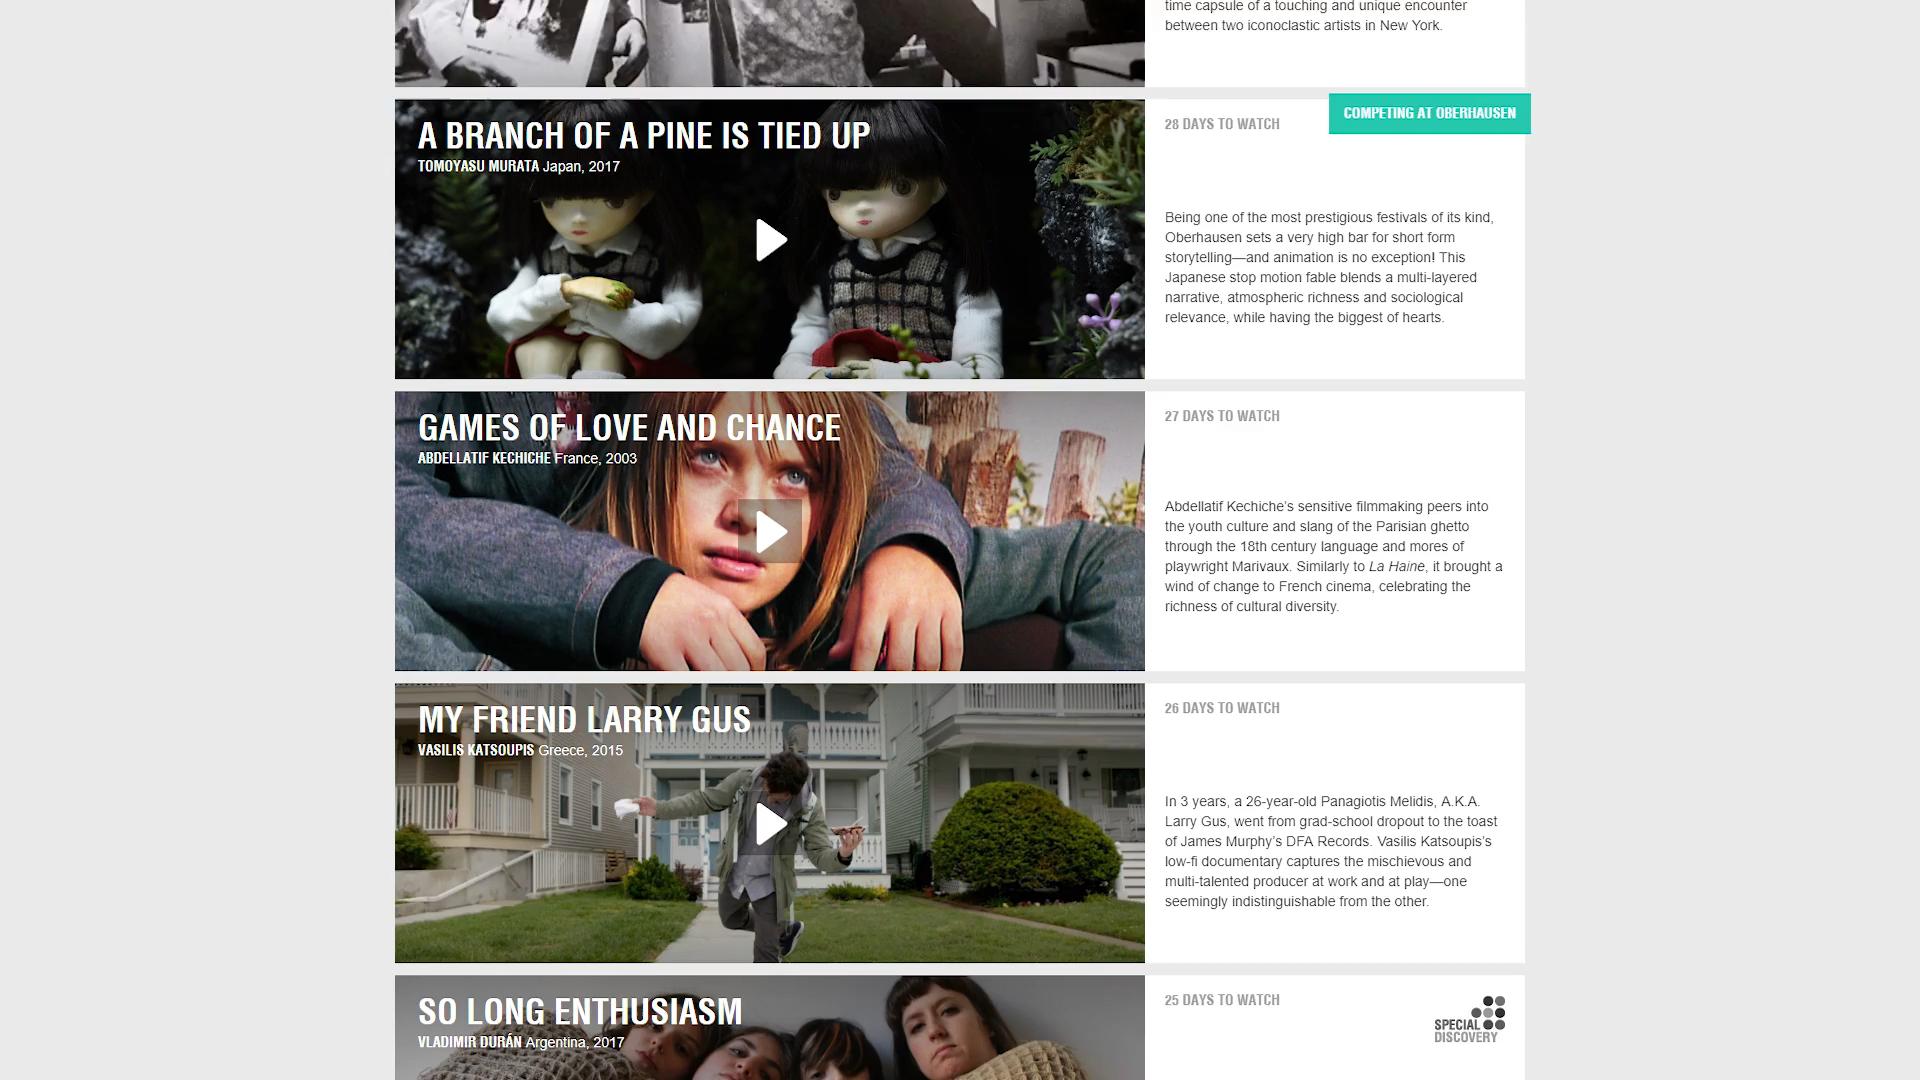 time capsule of a touching and unique encounter
between two iconoclastic artists in New York.
A BRANCH OF A PINE IS TIED UP
TOMOYASU MURATA Japan, 2017
28 DAYS TO WATCH
COMPETING AT OBERHAUSEN
Being one of the most prestigious festivals of its kind,
Oberhausen sets a very high bar for short form
storytelling—and animation is no exception! This
Japanese stop motion fable blends a multi-layered
narrative, atmospheric richness and sociological
relevance, while having the biggest of hearts.
GAMES OF LOVE AND CHANCE
ABDELLATIF KECHICHE France, 2003
27 DAYS TO WATCH
Abdellatif Kechiche’s sensitive filmmaking peers into
the youth culture and slang of the Parisian ghetto
through the 18th century language and mores of
playwright Marivaux. Similarly to La Haine, it brought a
wind of change to French cinema, celebrating the
richness of cultural diversity.
MY FRIEND LARRY GUS
VASILIS KATSOUPIS Greece, 2015
26 DAYS TO WATCH
In 3 years, a 26-year-old Panagiotis Melidis, A.K.A.
Larry Gus, went from grad-school dropout to the toast
of James Murphy’s DFA Records. Vasilis Katsoupis’s
low-fi documentary captures the mischievous and
multi-talented producer at work and at play—one
seemingly indistinguishable from the other.
SO LONG ENTHUSIASM
VLADIMIR DURÁN Argentina, 2017
25 DAYS TO WATCH
SPECIAL
DISCOVERY